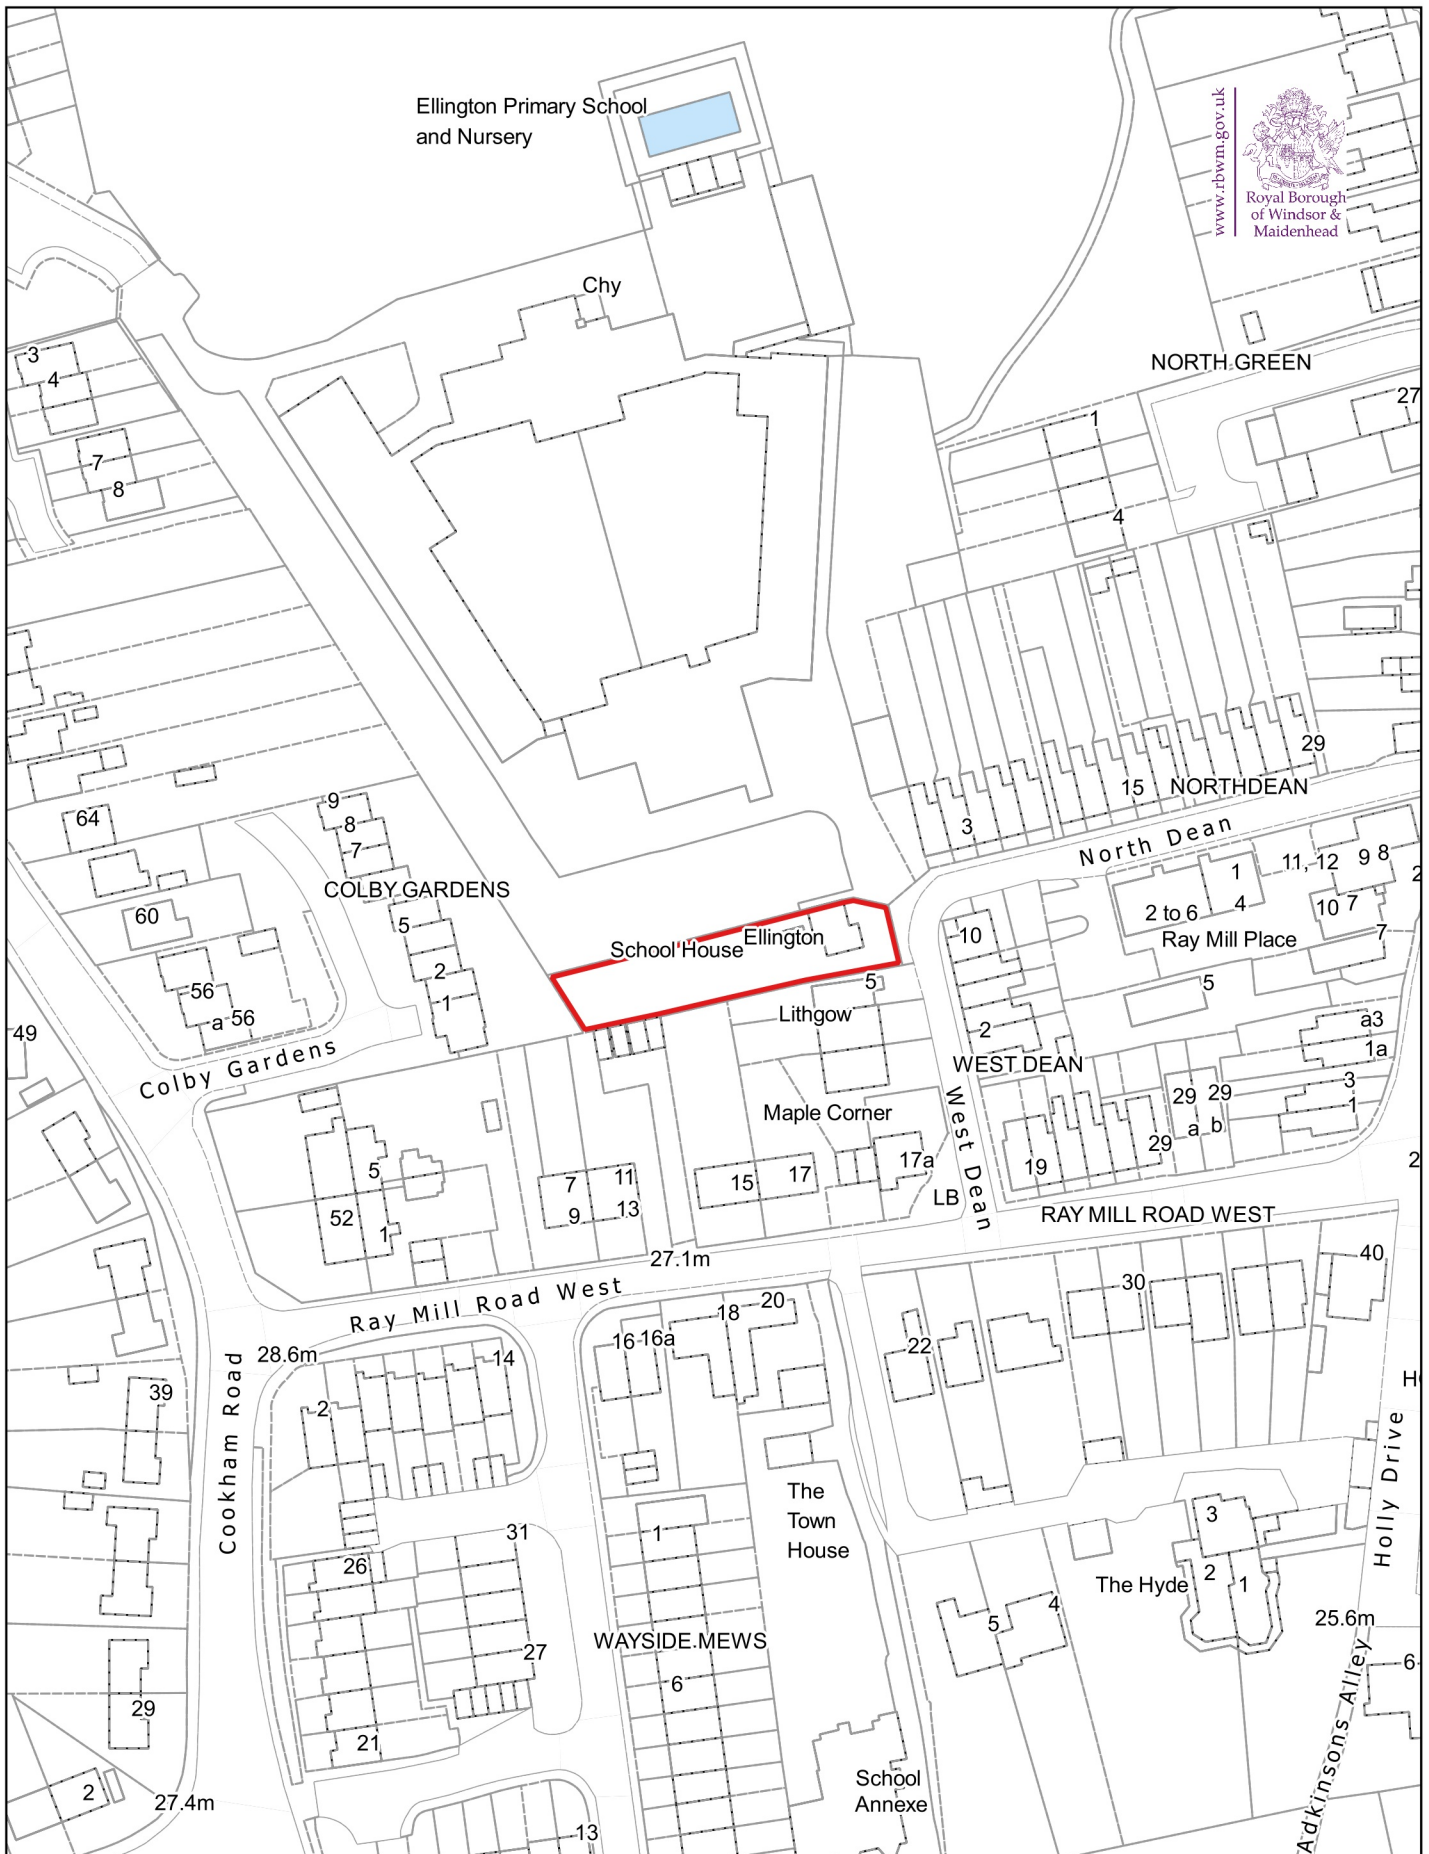 Ellington Primary School
and Nursery
www.rbwm.gov.uk
Royal Borough
of Windsor &
Maidenhead
Chy
3
4
NORTH GREEN
27
1
7
8
4
29
15
NORTHDEAN
9
64
8
3
7
North Dean
11, 12
9 8
1
2
COLBY GARDENS
4
10 7
60
5
2 to 6
10
Ellington
School House
Ray Mill Place
7
2
5
5
56
1
Lithgow
a 56
a3
49
2
1a
Colby Gardens
WEST DEAN
3
29
29
1
Maple Corner
a
b
West Dean
29
17a
19
2
5
11
17
15
7
LB
52
9
13
RAY MILL ROAD WEST
1
27.1m
40
30
Ray Mill Road West
20
18
16
16a
22
28.6m
14
Cookham Road
39
H
2
Holly Drive
The
Town
House
3
31
1
26
The Hyde
2
1
4
25.6m
5
WAYSIDE MEWS
27
6
6
29
21
Adkinsons Alley
School
Annexe
2
27.4m
13